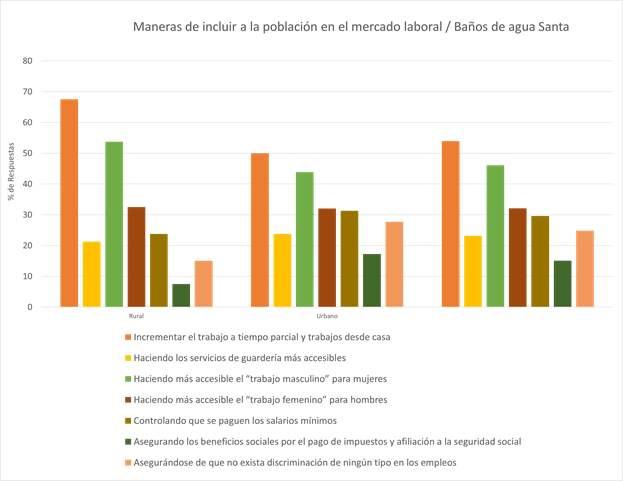 Maneras de incluir a la población en el mercado laboral / Baños de agua Santa
80
70
60
50
40
30
20
10
0
% de Respuestas
Rural
Urbano
Incrementar el trabajo a tiempo parcial y trabajos desde casa
Haciendo los servicios de guardería más accesibles
Haciendo más accesible el “trabajo masculino” para mujeres
Haciendo más accesible el “trabajo femenino” para hombres
Controlando que se paguen los salarios mínimos
Asegurando los beneficios sociales por el pago de impuestos y afiliación a la seguridad social
Asegurándose de que no exista discriminación de ningún tipo en los empleos